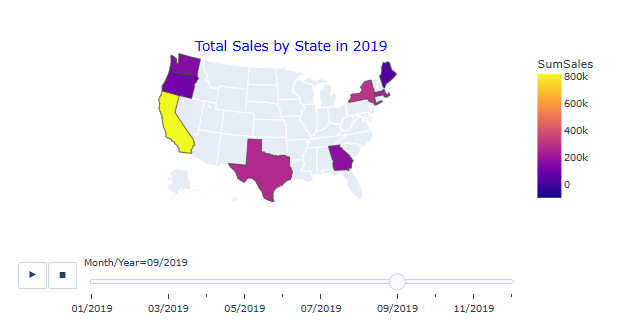 Total Sales by State in 2019
SumSales
800k
600k
400k
200k
0
Month/Year=09/2019
01/2019
03/2019
05/2019
07/2019
09/2019
11/2019